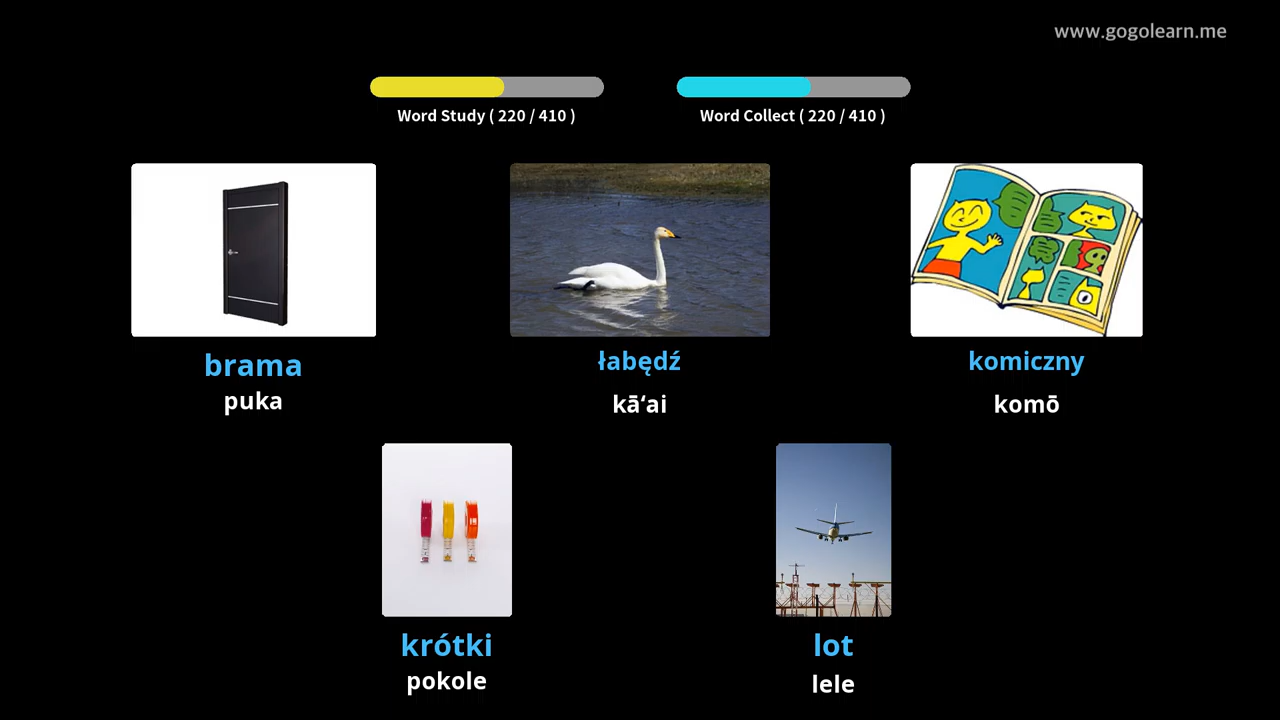 www.gogolearn.me
Word Study ( 220 / 410 )
Word Collect ( 220 / 410 )
brama
puka
łabędź
kāʻai
komiczny
komō
krótki
pokole
lot
lele